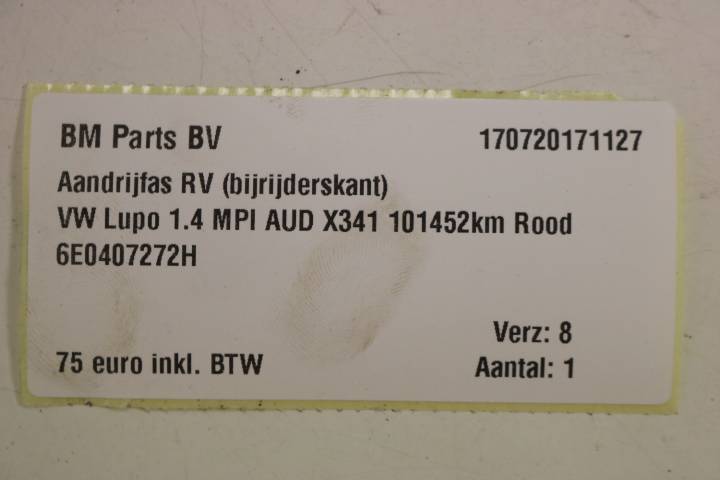 BM Parts BV 170720171127
Aandrijfas RV (bijrijderskant)
VW Lupo 1.4 MPI AUD X341 101452km Rood
6E0407272H
Verz: 8
75 euro inkl. BTW Aantal: 1